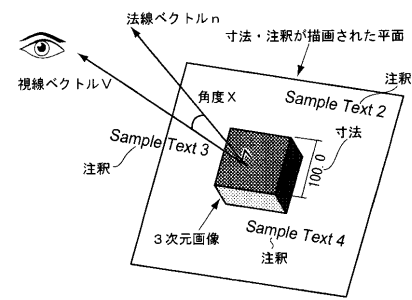 法線ベクトルn
寸法・注釈が描画された平面
視線ベクトルV
注釈
角度X
Sample Text 2
Sample Text 3
寸法
注釈
100. 0
3次元画像
Sample Text 4
注釈